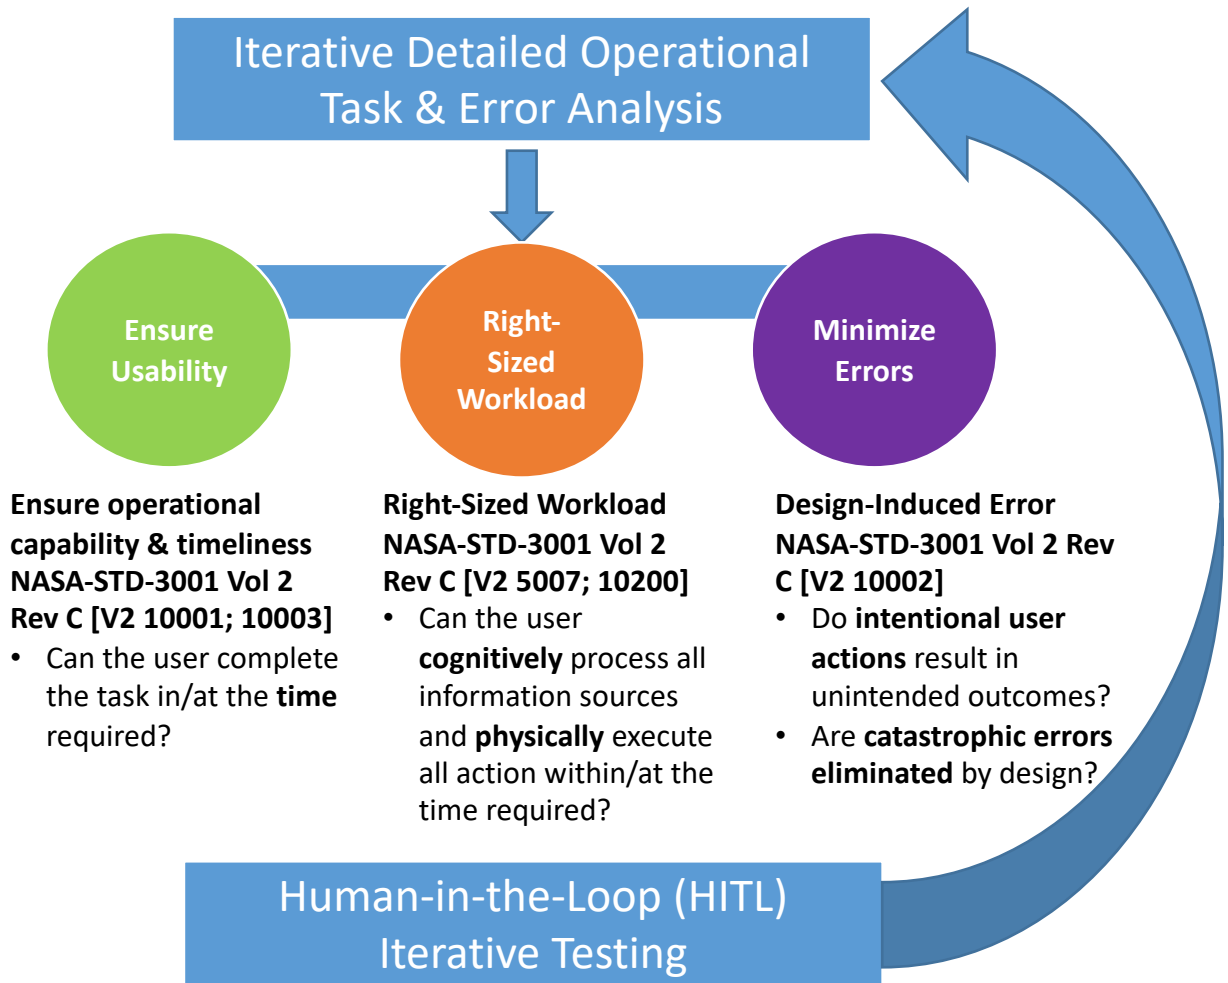 Iterative Detailed Operational
Task & Error Analysis
Ensure
Usability
Right-
Sized
Workload
Minimize
Errors
Ensure operational
capability & timeliness
NASA-STD-3001 Vol 2
Rev C [V2 10001; 10003]
• Can the user complete
the task in/at the time
required?
Right-Sized Workload
NASA-STD-3001 Vol 2
Rev C [V2 5007; 10200]
• Can the user
cognitively process all
information sources
and physically execute
all action within/at the
time required?
Design-Induced Error
NASA-STD-3001 Vol 2 Rev
C [V2 10002]
• Do intentional user
actions result in
unintended outcomes?
• Are catastrophic errors
eliminated by design?
Human-in-the-Loop (HITL)
Iterative Testing